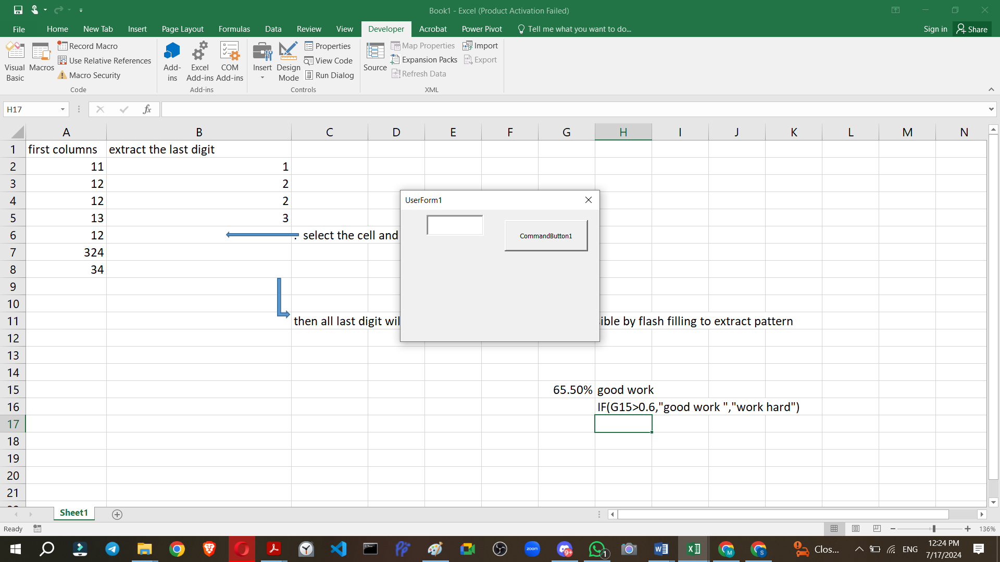 Book1 - Excel (Product Activation Failed)
File Home New Tab Insert Page Layout Formulas Data Review View Developer Acrobat Power Pivot Tell me what you want to do... Sign in Share
Visual Basic
Macros
Record Macro
Use Relative References
Macro Security
Code
Add-ins
Excel Add-ins
COM Add-ins
Add-ins
Insert
Design Mode
Properties
View Code
Run Dialog
Controls
Source
Map Properties
Expansion Packs
Refresh Data
Import
Export
XML
H17 fx
A B C D E F G H I J K L M N
1 first columns extract the last digit
2 11 1
3 12 2
4 12 2
5 13 3
6 12 select the cell and
7 324
8 34
9
10
11 then all last digit wil ible by flash filling to extract pattern
12
13
14
15 65.50% good work
16 IF(G15>0.6,"good work ","work hard")
17
18
19
20
21
UserForm1
CommandButton1
Sheet1
Ready 136%
zoom 9+ 1 M S Clos... ENG 12:24 PM
7/17/2024